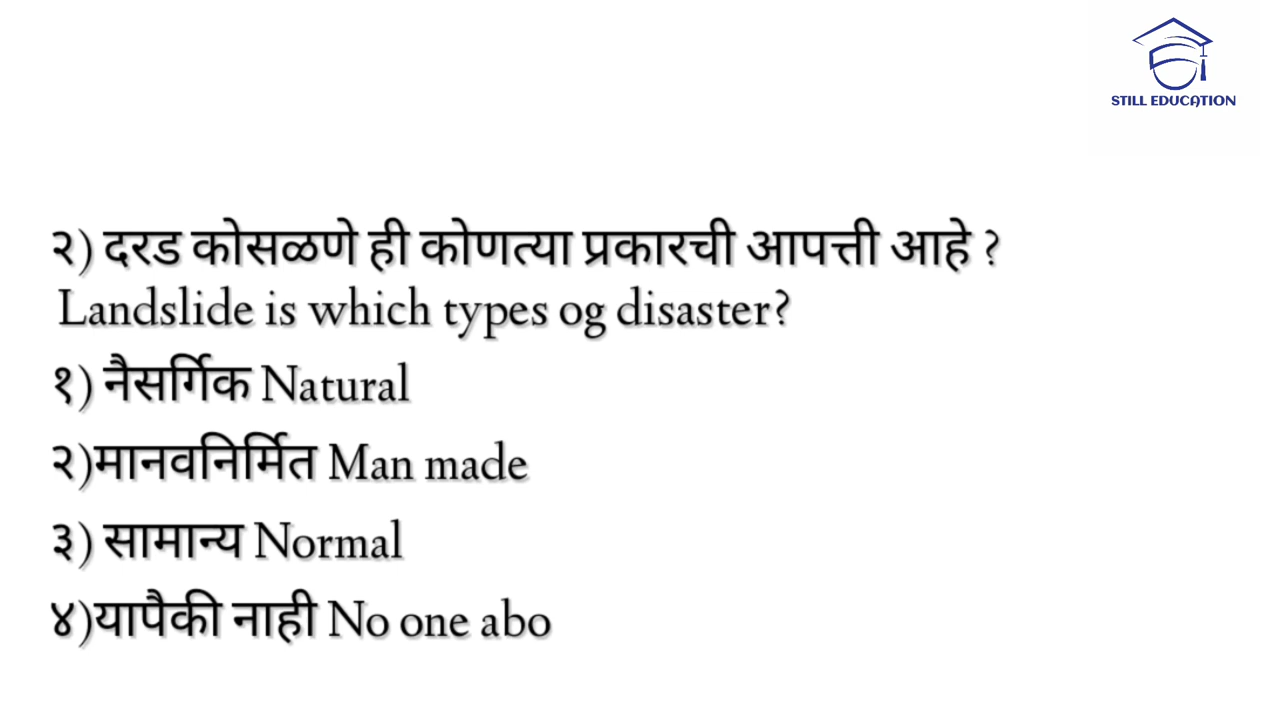 STILL EDUCATION
२) दरड कोसळणे ही कोणत्या प्रकारची आपत्ती आहे ?
Landslide is which types og disaster?
१) नैसर्गिक Natural
२)मानवनिर्मित Man made
३) सामान्य Normal
४)यापैकी नाही No one abo